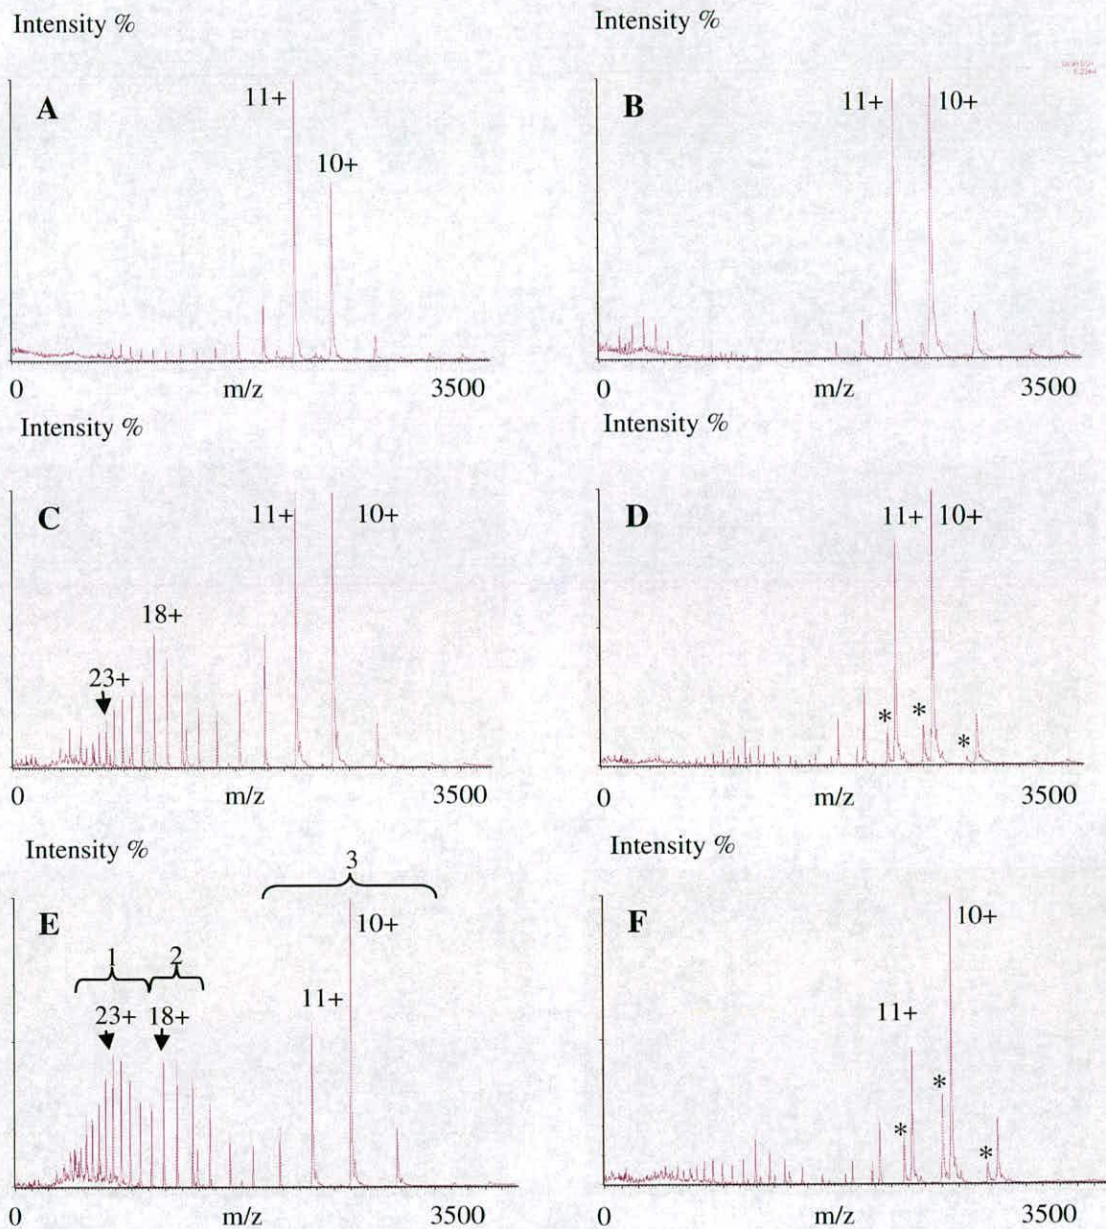 Intensity %
Intensity %
A
11+
10+
B
11+
10+
0
m/z
3500
0
m/z
3500
Intensity %
Intensity %
C
11+
10+
18+
23+
D
11+
10+
*
*
*
0
m/z
3500
0
m/z
3500
Intensity %
Intensity %
3
E
10+
1
2
11+
23+
18+
F
10+
11+
*
*
*
0
m/z
3500
0
m/z
3500